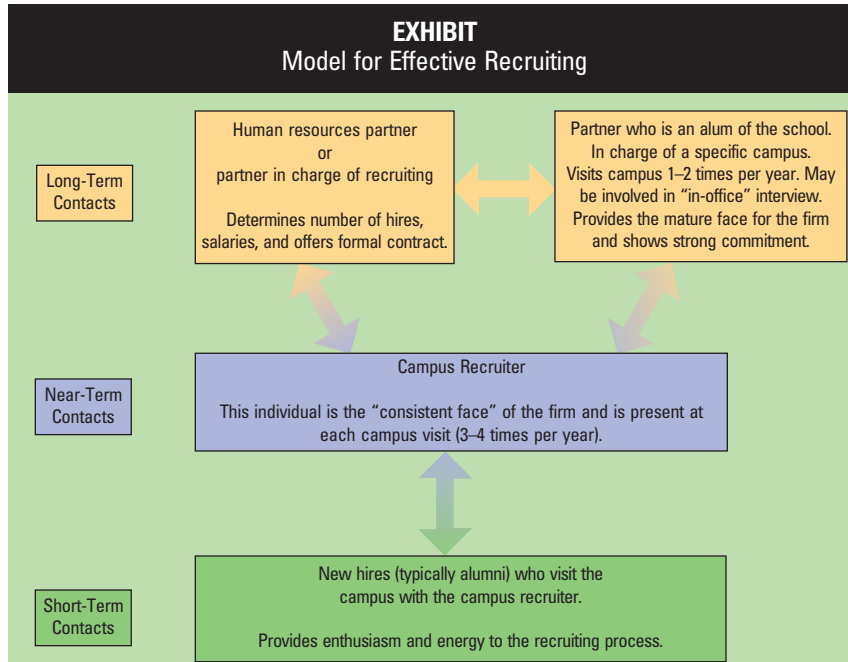 EXHIBIT
Model for Effective Recruiting
Long-Term
Contacts
Human resources partner
or
partner in charge of recruiting
Determines number of hires,
salaries, and offers formal contract.
Partner who is an alum of the school.
In charge of a specific campus.
Visits campus 1–2 times per year. May
be involved in “in-office” interview.
Provides the mature face for the firm
and shows strong commitment.
Near-Term
Contacts
Campus Recruiter
This individual is the “consistent face” of the firm and is present at
each campus visit (3–4 times per year).
Short-Term
Contacts
New hires (typically alumni) who visit the
campus with the campus recruiter.
Provides enthusiasm and energy to the recruiting process.